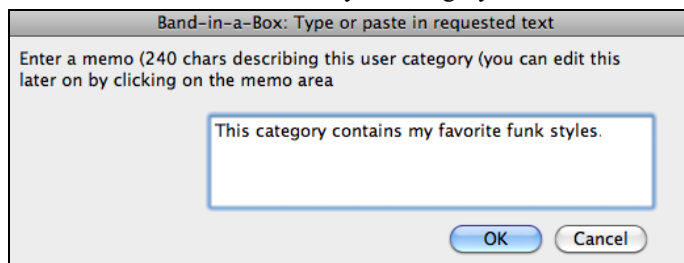 Band-in-a-Box: Type or paste in requested text
Enter a memo (240 chars describing this user category (you can edit this
later on by clicking on the memo area
This category contains my favorite funk styles.
OK Cancel